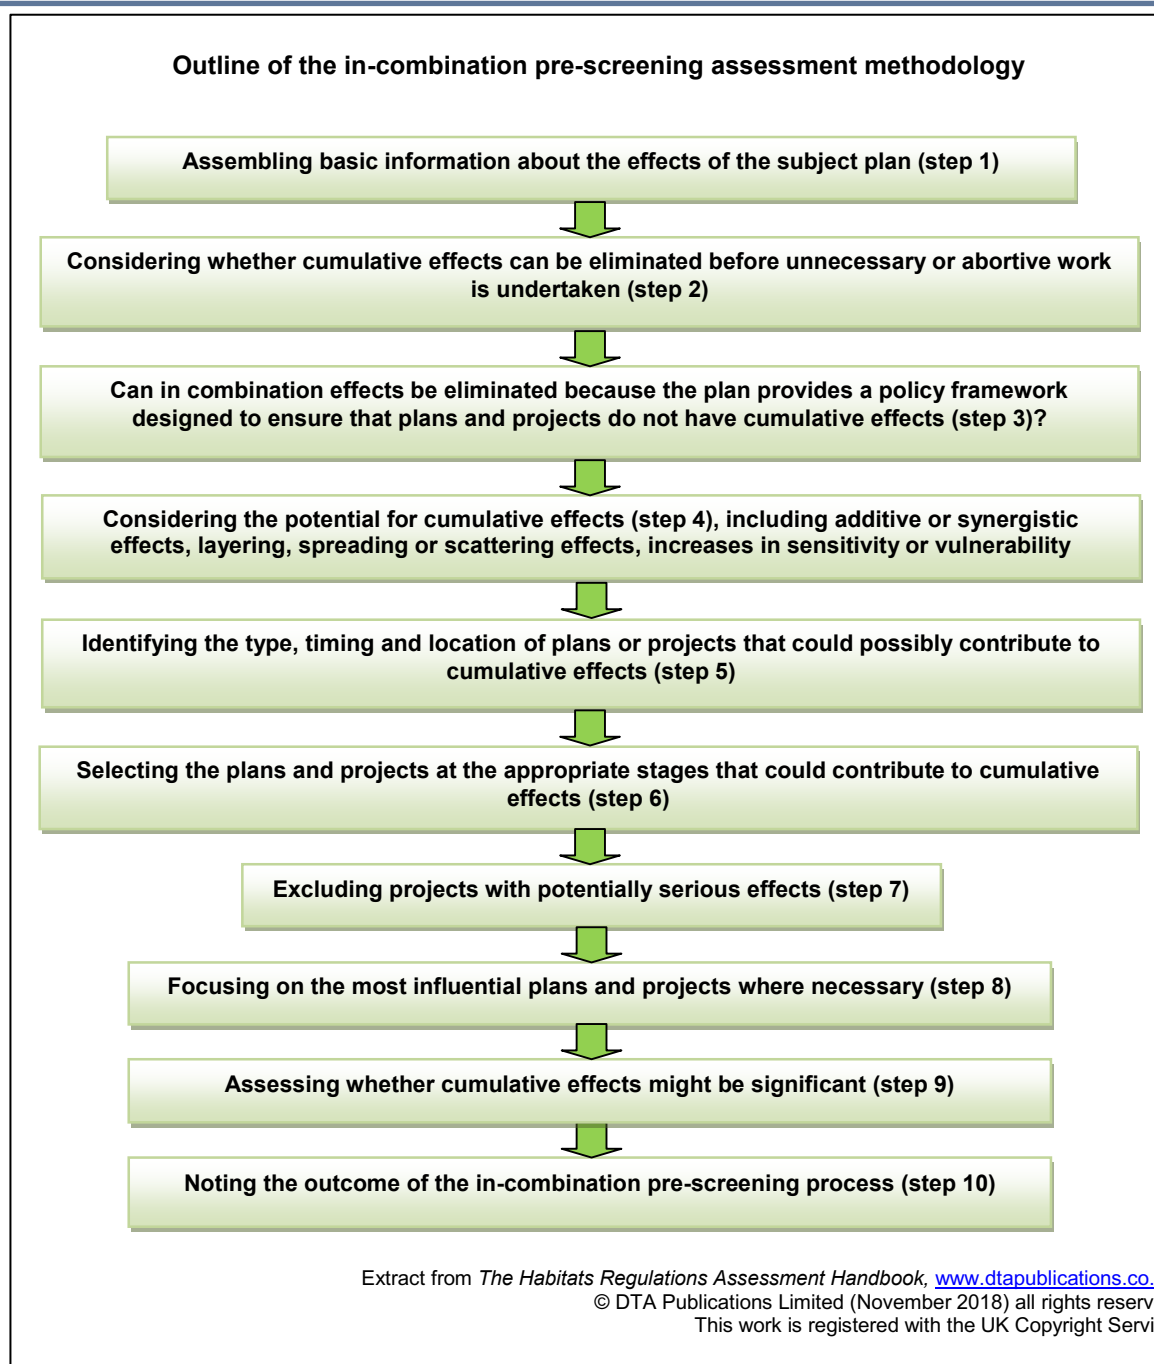 Outline of the in-combination pre-screening assessment methodology
Assembling basic information about the effects of the subject plan (step 1)
Considering whether cumulative effects can be eliminated before unnecessary or abortive work
is undertaken (step 2)
Can in combination effects be eliminated because the plan provides a policy framework
designed to ensure that plans and projects do not have cumulative effects (step 3)?
Considering the potential for cumulative effects (step 4), including additive or synergistic
effects, layering, spreading or scattering effects, increases in sensitivity or vulnerability
Identifying the type, timing and location of plans or projects that could possibly contribute to
cumulative effects (step 5)
Selecting the plans and projects at the appropriate stages that could contribute to cumulative
effects (step 6)
Excluding projects with potentially serious effects (step 7)
Focusing on the most influential plans and projects where necessary (step 8)
Assessing whether cumulative effects might be significant (step 9)
Noting the outcome of the in-combination pre-screening process (step 10)
Extract from The Habitats Regulations Assessment Handbook, www.dtapublications.co.
© DTA Publications Limited (November 2018) all rights reserv
This work is registered with the UK Copyright Servi